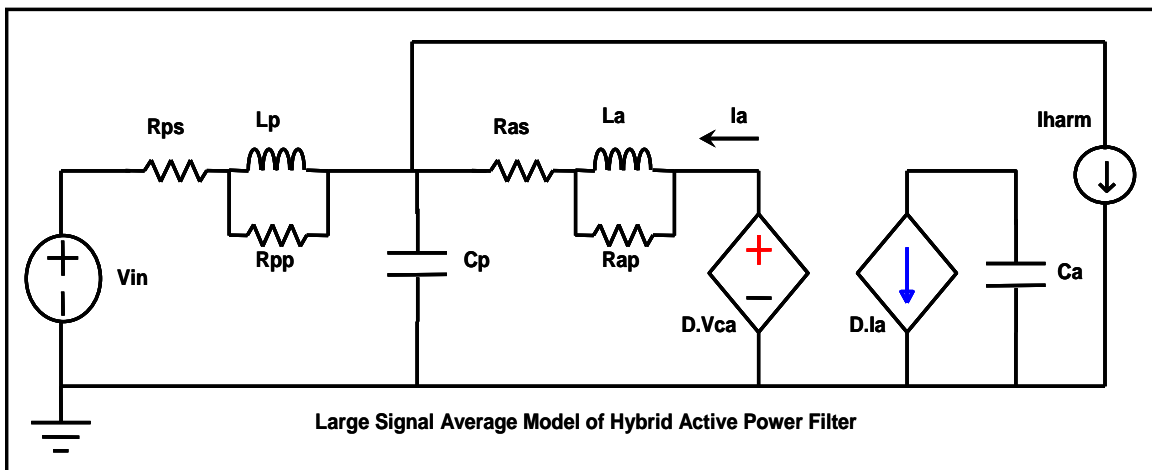 Rps
Lp
Ras
La
Ia
Iharm
Rpp
Rap
Vin
Cp
Ca
D.Vca
D.Ia
Large Signal Average Model of Hybrid Active Power Filter